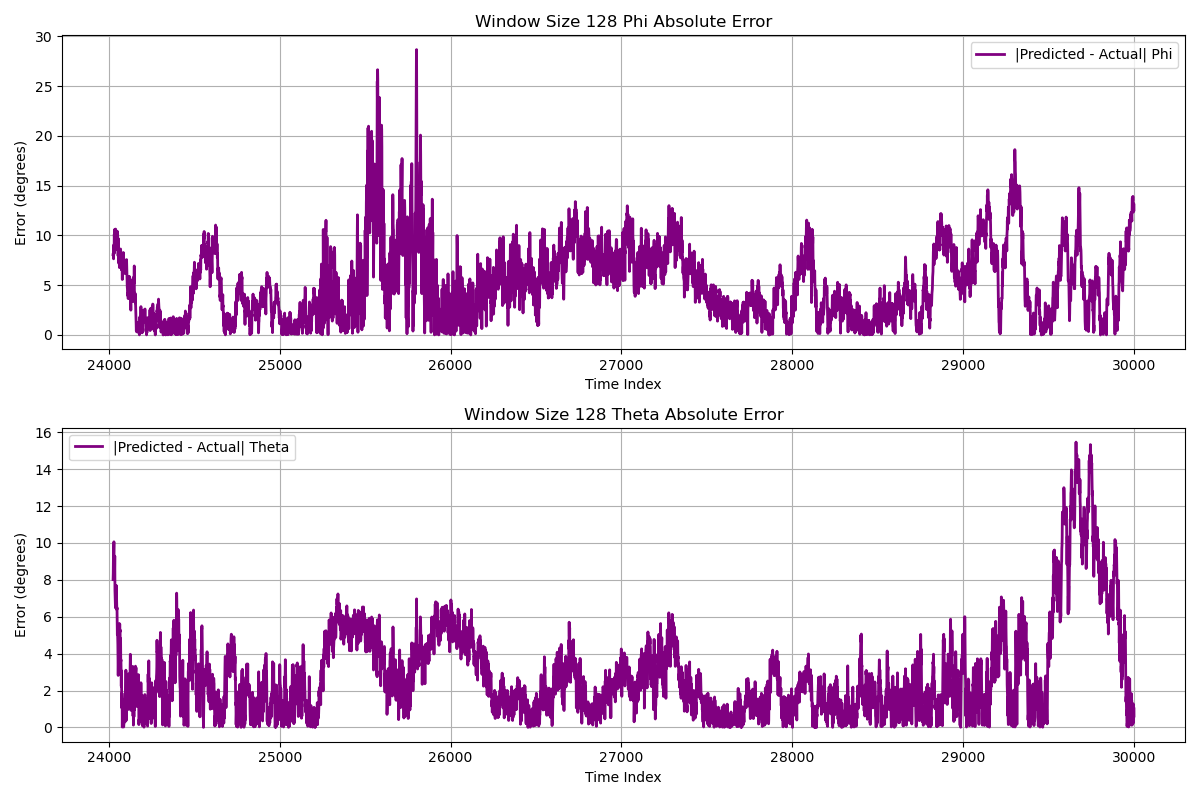 Window Size 128 Phi Absolute Error
30
25
20
15
10
5
0
Error (degrees)
|Predicted - Actual| Phi
24000 25000 26000 27000 28000 29000 30000
Time Index
Window Size 128 Theta Absolute Error
16
14
12
10
8
6
4
2
0
Error (degrees)
|Predicted - Actual| Theta
24000 25000 26000 27000 28000 29000 30000
Time Index